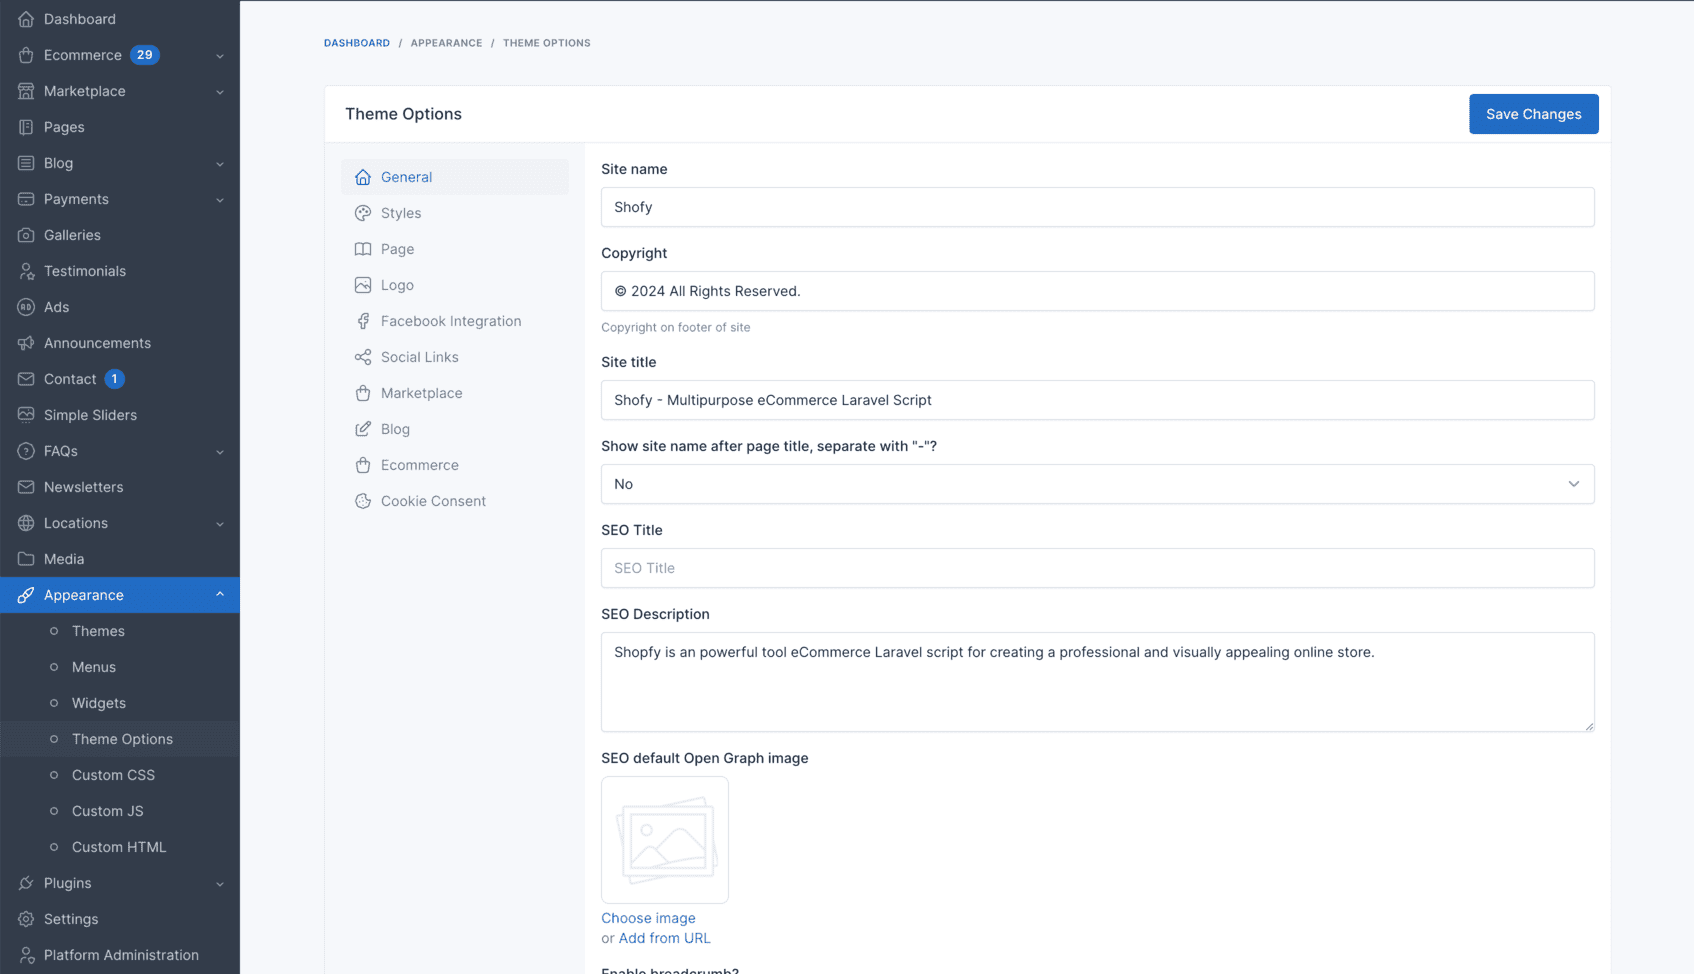 Dashboard
Ecommerce 29
Marketplace
Pages
Blog
Payments
Galleries
Testimonials
AD Ads
Announcements
Contact 1
Simple Sliders
FAQs
Newsletters
Locations
Media
Appearance
Themes
Menus
Widgets
Theme Options
Custom CSS
Custom JS
Custom HTML
Plugins
Settings
Platform Administration
DASHBOARD / APPEARANCE / THEME OPTIONS
Theme Options
Save Changes
General
Styles
Page
Logo
Facebook Integration
Social Links
Marketplace
Blog
Ecommerce
Cookie Consent
Site name
Shofy
Copyright
© 2024 All Rights Reserved.
Copyright on footer of site
Site title
Shofy - Multipurpose eCommerce Laravel Script
Show site name after page title, separate with "-"?
No
SEO Title
SEO Title
SEO Description
Shopfy is an powerful tool eCommerce Laravel script for creating a professional and visually appealing online store.
SEO default Open Graph image
Choose image
or Add from URL
Enable breadcrumb?